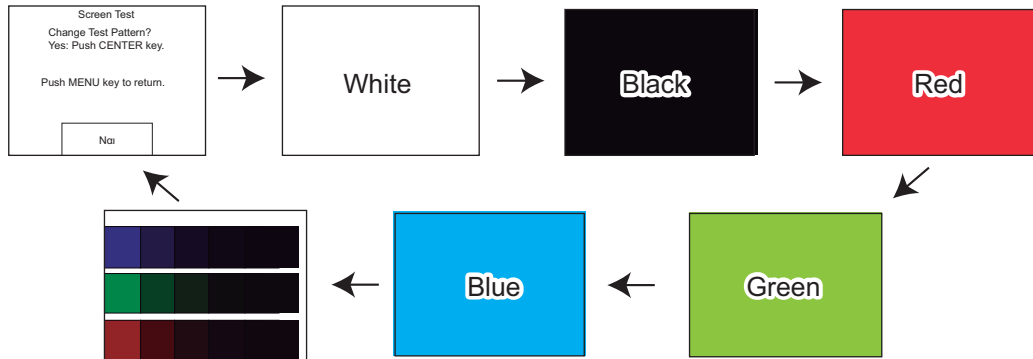 Screen Test
Change Test Pattern?
Yes: Push CENTER key.
Push MENU key to return.
Ναι
White
Black
Red
Green
Blue